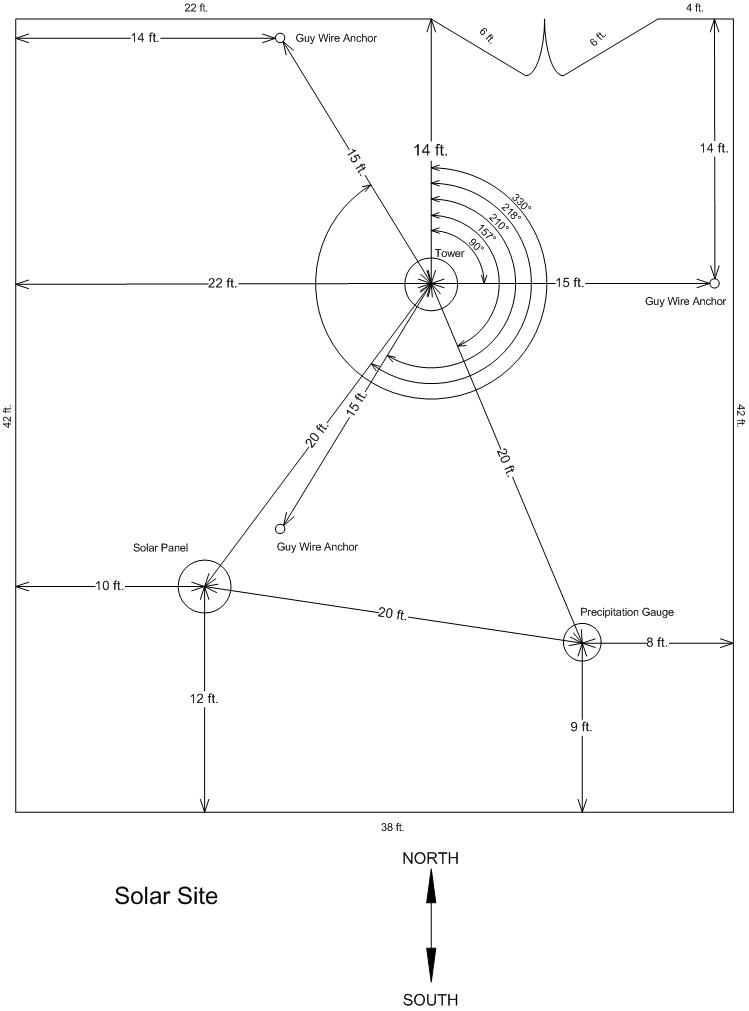 22 ft.
4 ft.
14 ft.
Guy Wire Anchor
6 ft.
6 ft.
15 ft.
14 ft.
14 ft.
330°
218°
210°
157°
90°
Tower
22 ft.
15 ft.
Guy Wire Anchor
42 ft.
42 ft.
20 ft.
15 ft.
20 ft.
Solar Panel
Guy Wire Anchor
10 ft.
20 ft.
Precipitation Gauge
8 ft.
12 ft.
9 ft.
38 ft.
NORTH
Solar Site
SOUTH